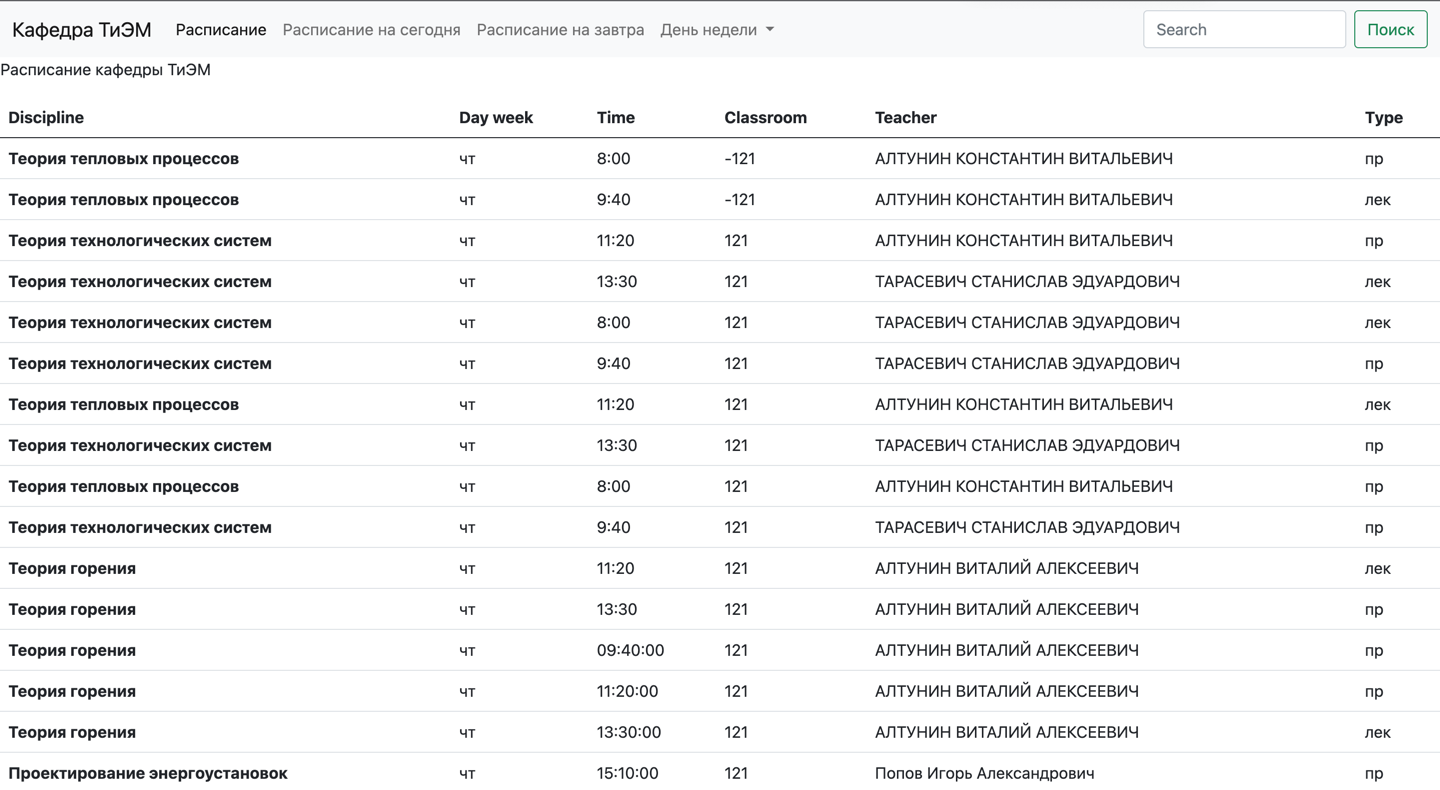 Кафедра ТиЭМ Расписание Расписание на сегодня Расписание на завтра День недели Search Поиск
Расписание кафедры ТиЭМ
Discipline Day week Time Classroom Teacher Type
Теория тепловых процессов чт 8:00 -121 АЛТУНИН КОНСТАНТИН ВИТАЛЬЕВИЧ пр
Теория тепловых процессов чт 9:40 -121 АЛТУНИН КОНСТАНТИН ВИТАЛЬЕВИЧ лек
Теория технологических систем чт 11:20 121 АЛТУНИН КОНСТАНТИН ВИТАЛЬЕВИЧ пр
Теория технологических систем чт 13:30 121 ТАРАСЕВИЧ СТАНИСЛАВ ЭДУАРДОВИЧ лек
Теория технологических систем чт 8:00 121 ТАРАСЕВИЧ СТАНИСЛАВ ЭДУАРДОВИЧ лек
Теория технологических систем чт 9:40 121 ТАРАСЕВИЧ СТАНИСЛАВ ЭДУАРДОВИЧ пр
Теория тепловых процессов чт 11:20 121 АЛТУНИН КОНСТАНТИН ВИТАЛЬЕВИЧ лек
Теория технологических систем чт 13:30 121 ТАРАСЕВИЧ СТАНИСЛАВ ЭДУАРДОВИЧ пр
Теория тепловых процессов чт 8:00 121 АЛТУНИН КОНСТАНТИН ВИТАЛЬЕВИЧ пр
Теория технологических систем чт 9:40 121 ТАРАСЕВИЧ СТАНИСЛАВ ЭДУАРДОВИЧ пр
Теория горения чт 11:20 121 АЛТУНИН ВИТАЛИЙ АЛЕКСЕЕВИЧ лек
Теория горения чт 13:30 121 АЛТУНИН ВИТАЛИЙ АЛЕКСЕЕВИЧ пр
Теория горения чт 09:40:00 121 АЛТУНИН ВИТАЛИЙ АЛЕКСЕЕВИЧ пр
Теория горения чт 11:20:00 121 АЛТУНИН ВИТАЛИЙ АЛЕКСЕЕВИЧ пр
Теория горения чт 13:30:00 121 АЛТУНИН ВИТАЛИЙ АЛЕКСЕЕВИЧ лек
Проектирование энергоустановок чт 15:10:00 121 Попов Игорь Александрович пр